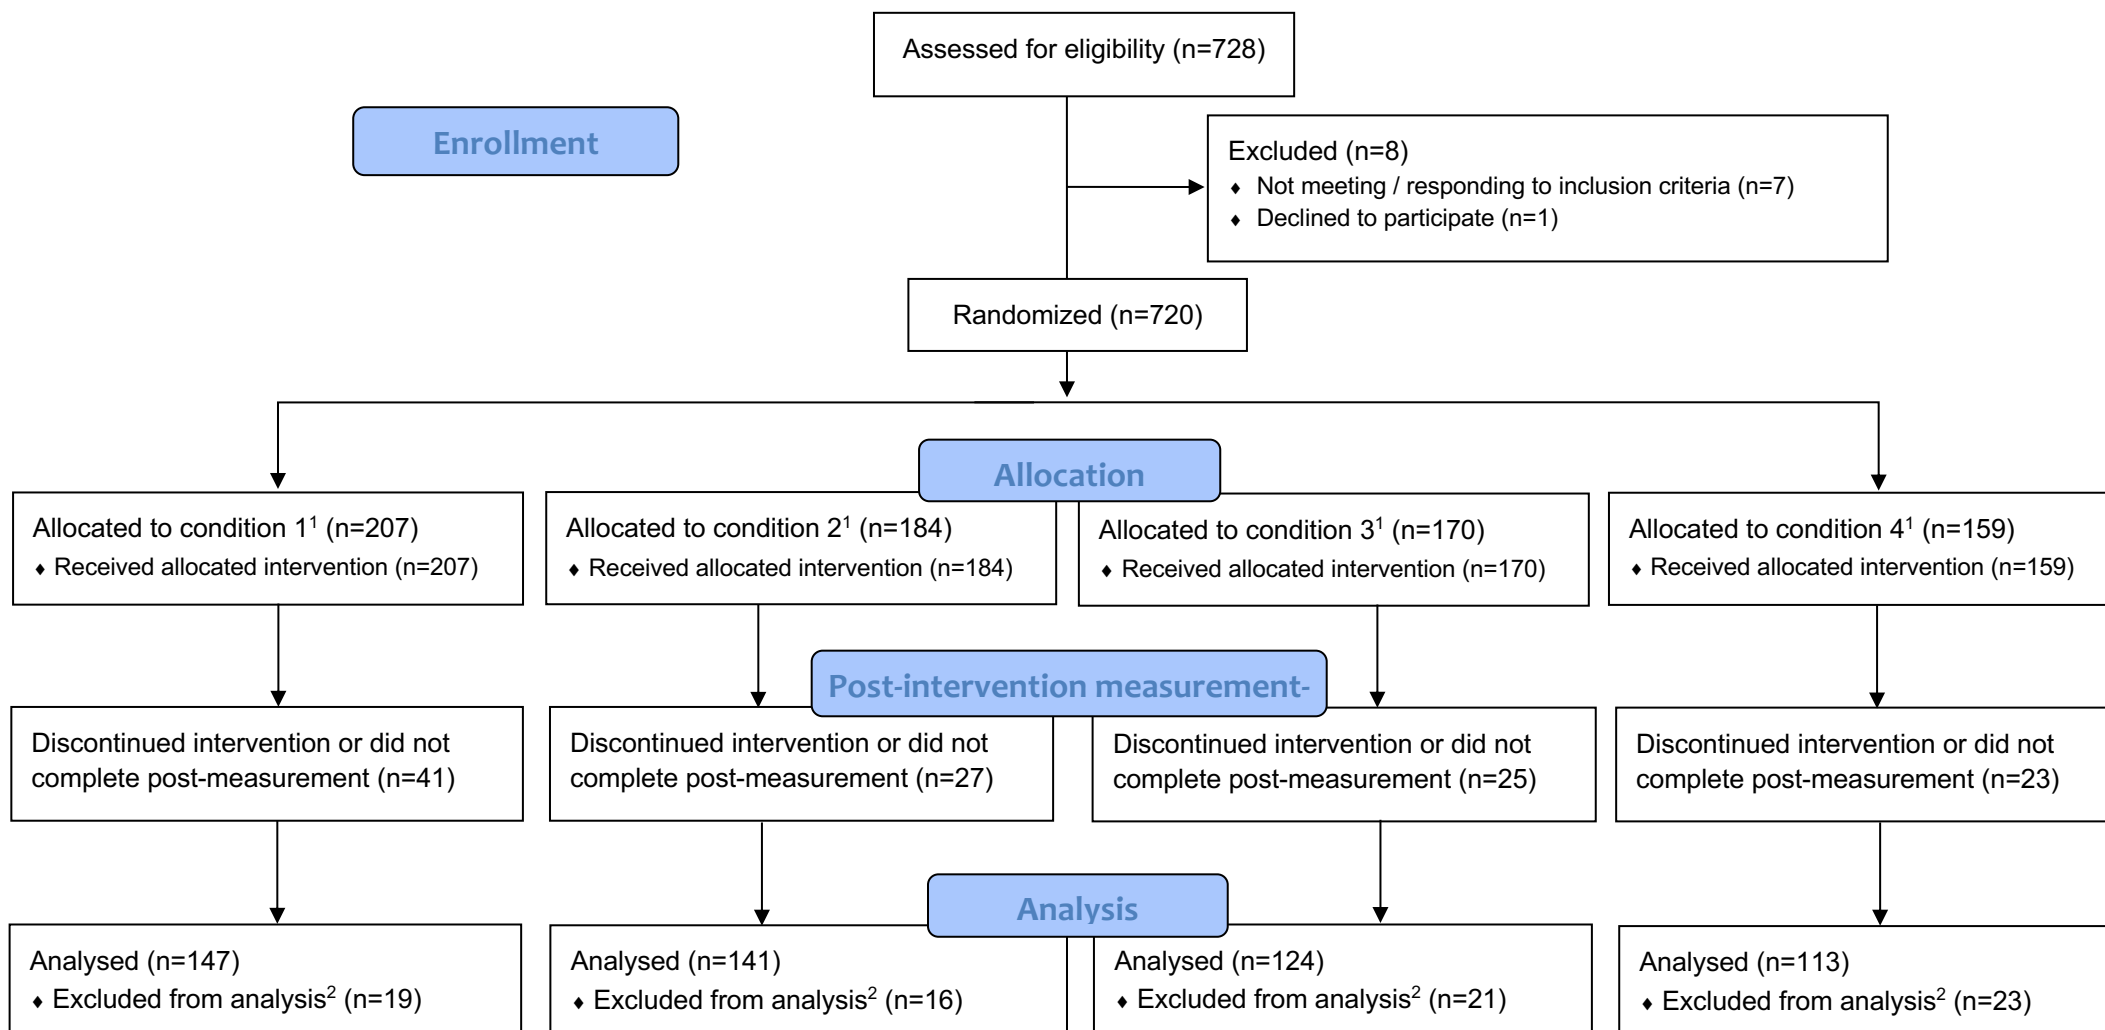 Assessed for eligibility (n=728)
Enrollment
Excluded (n=8)
♦ Not meeting / responding to inclusion criteria (n=7)
♦ Declined to participate (n=1)
Randomized (n=720)
Allocation
Allocated to condition 1¹ (n=207)
♦ Received allocated intervention (n=207)
Allocated to condition 2¹ (n=184)
♦ Received allocated intervention (n=184)
Allocated to condition 3¹ (n=170)
♦ Received allocated intervention (n=170)
Allocated to condition 4¹ (n=159)
♦ Received allocated intervention (n=159)
Post-intervention measurement-
Discontinued intervention or did not
complete post-measurement (n=41)
Discontinued intervention or did not
complete post-measurement (n=27)
Discontinued intervention or did not
complete post-measurement (n=25)
Discontinued intervention or did not
complete post-measurement (n=23)
Analysis
Analysed (n=147)
♦ Excluded from analysis² (n=19)
Analysed (n=141)
♦ Excluded from analysis² (n=16)
Analysed (n=124)
♦ Excluded from analysis² (n=21)
Analysed (n=113)
♦ Excluded from analysis² (n=23)